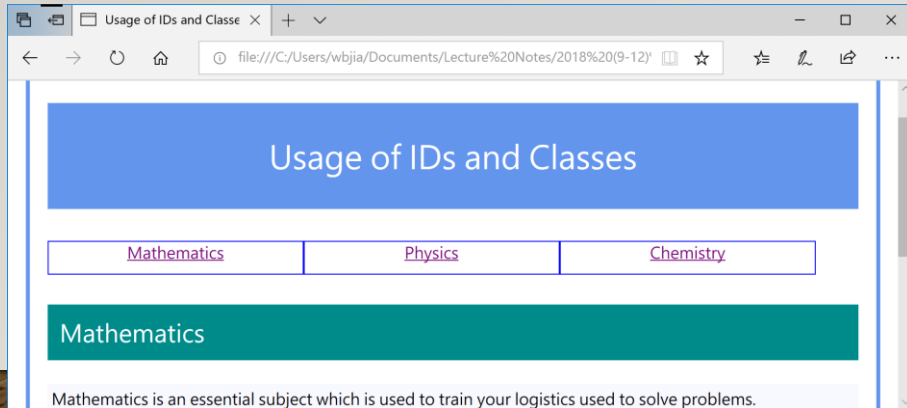 Usage of IDs and Classe
file:///C:/Users/wbjia/Documents/Lecture%20Notes/2018%20(9-12)
Usage of IDs and Classes
Mathematics Physics Chemistry
Mathematics
Mathematics is an essential subject which is used to train your logistics used to solve problems.